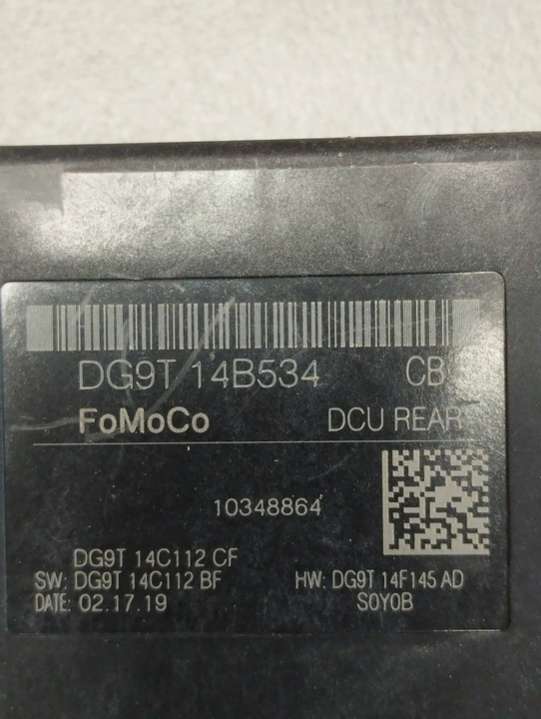 DG9T 14B534 CB
FoMoCo DCU REAR
10348864
DG9T 14C112 CF
SW: DG9T 14C112 BF HW: DG9T 14F145 AD
DATE: 02.17.19 S0Y0B